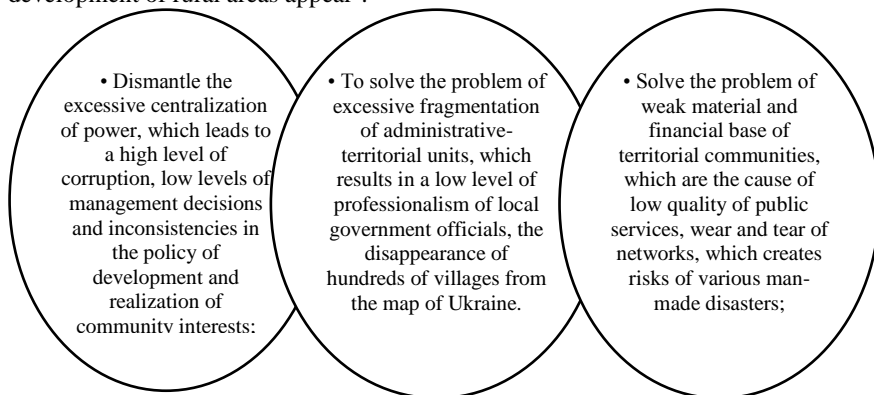 development of rural areas appear".
• Dismantle the
excessive centralization
of power, which leads to
a high level of
corruption, low levels of
management decisions
and inconsistencies in
the policy of
development and
realization of
community interests;
• To solve the problem of
excessive fragmentation
of administrative-
territorial units, which
results in a low level of
professionalism of local
government officials, the
disappearance of
hundreds of villages from
the map of Ukraine.
• Solve the problem of
weak material and
financial base of
territorial communities,
which are the cause of
low quality of public
services, wear and tear of
networks, which creates
risks of various man-
made disasters;